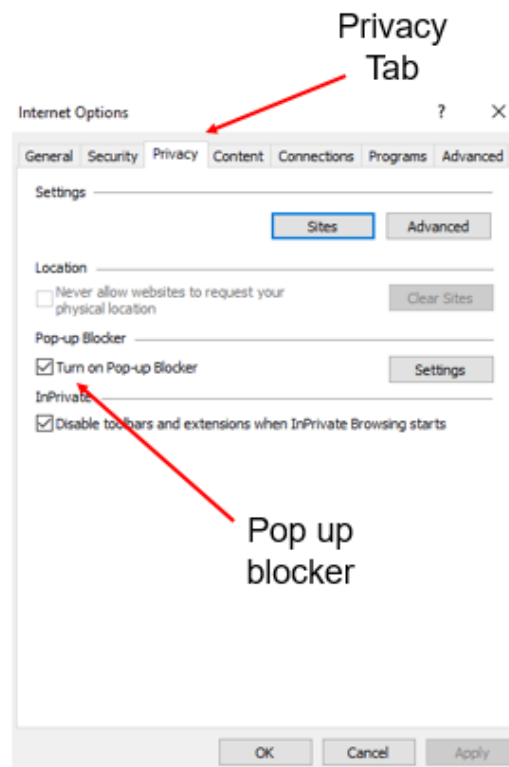 Privacy
Tab
Internet Options ? ×
General Security Privacy Content Connections Programs Advanced
Settings
Sites Advanced
Location
Never allow websites to request your
physical location
Clear Sites
Pop-up Blocker
Turn on Pop-up Blocker Settings
InPrivate
Disable toolbars and extensions when InPrivate Browsing starts
Pop up
blocker
OK Cancel Apply